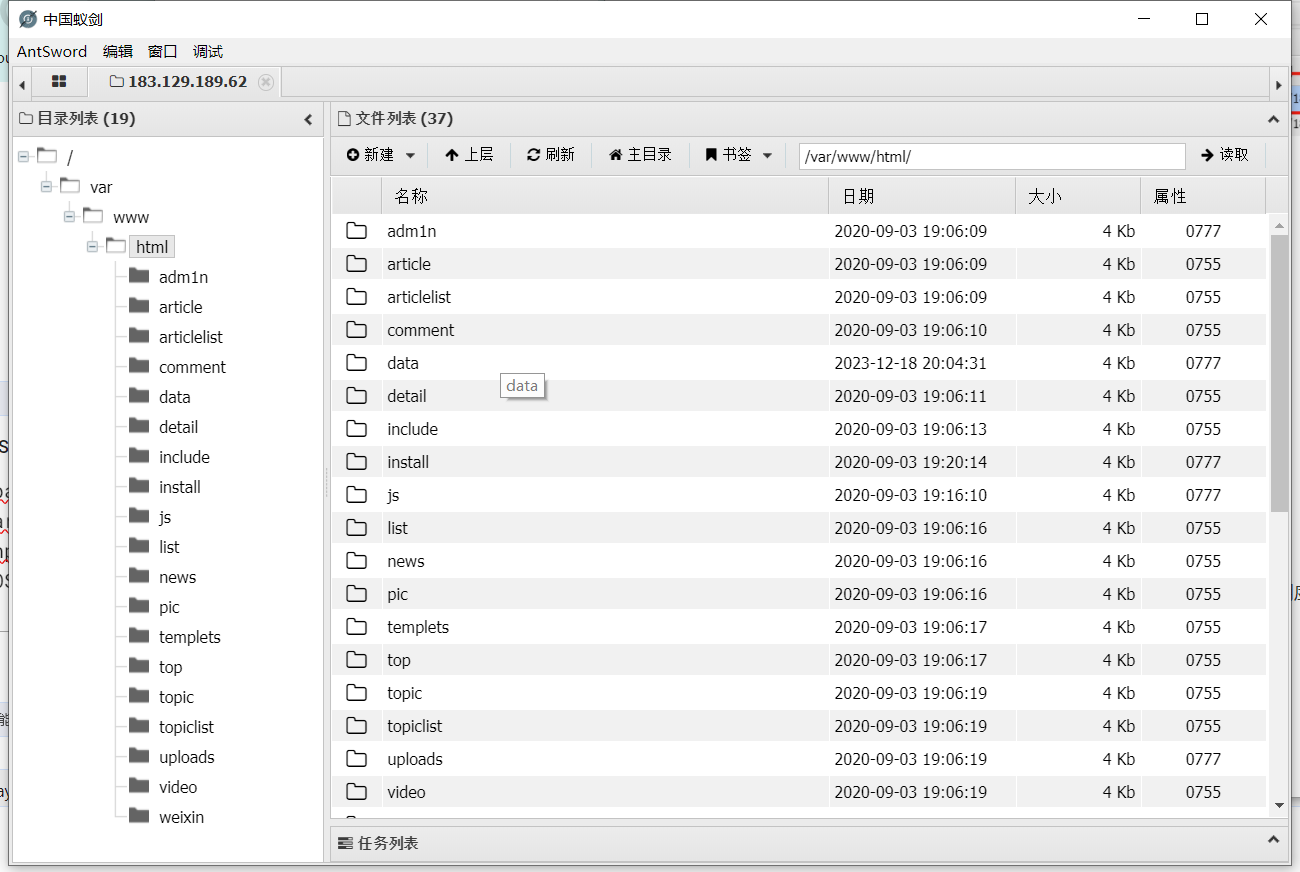 中国蚁剑
AntSword 编辑 窗口 调试
183.129.189.62
目录列表 (19)
/
var
www
html
adm1n
article
articlelist
comment
data
detail
include
install
js
list
news
pic
templets
top
topic
topiclist
uploads
video
weixin
文件列表 (37)
新建 上层 刷新 主目录 书签 /var/www/html/ 读取
名称 日期 大小 属性
adm1n 2020-09-03 19:06:09 4 Kb 0777
article 2020-09-03 19:06:09 4 Kb 0755
articlelist 2020-09-03 19:06:09 4 Kb 0755
comment 2020-09-03 19:06:10 4 Kb 0755
data 2023-12-18 20:04:31 4 Kb 0777
data
detail 2020-09-03 19:06:11 4 Kb 0755
include 2020-09-03 19:06:13 4 Kb 0755
install 2020-09-03 19:20:14 4 Kb 0777
js 2020-09-03 19:16:10 4 Kb 0777
list 2020-09-03 19:06:16 4 Kb 0755
news 2020-09-03 19:06:16 4 Kb 0755
pic 2020-09-03 19:06:16 4 Kb 0755
templets 2020-09-03 19:06:17 4 Kb 0755
top 2020-09-03 19:06:17 4 Kb 0755
topic 2020-09-03 19:06:19 4 Kb 0755
topiclist 2020-09-03 19:06:19 4 Kb 0755
uploads 2020-09-03 19:06:19 4 Kb 0777
video 2020-09-03 19:06:19 4 Kb 0755
任务列表